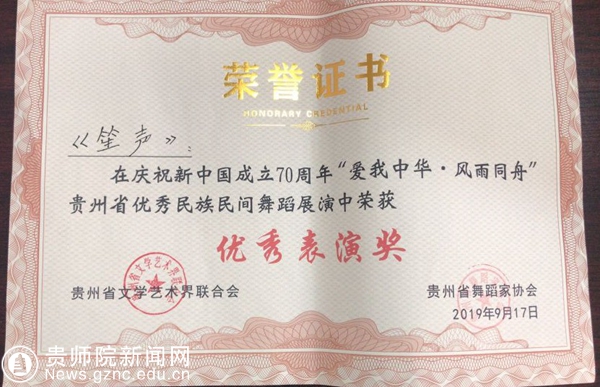 荣誉证书
HONORARY CREDENTIAL
《笙声》：
在庆祝新中国成立70周年“爱我中华·风雨同舟”
贵州省优秀民族民间舞蹈展演中荣获
优秀表演奖
贵州省文学艺术界联合会
贵州省舞蹈家协会
2019年9月17日
贵师院新闻网
News.gznc.edu.cn